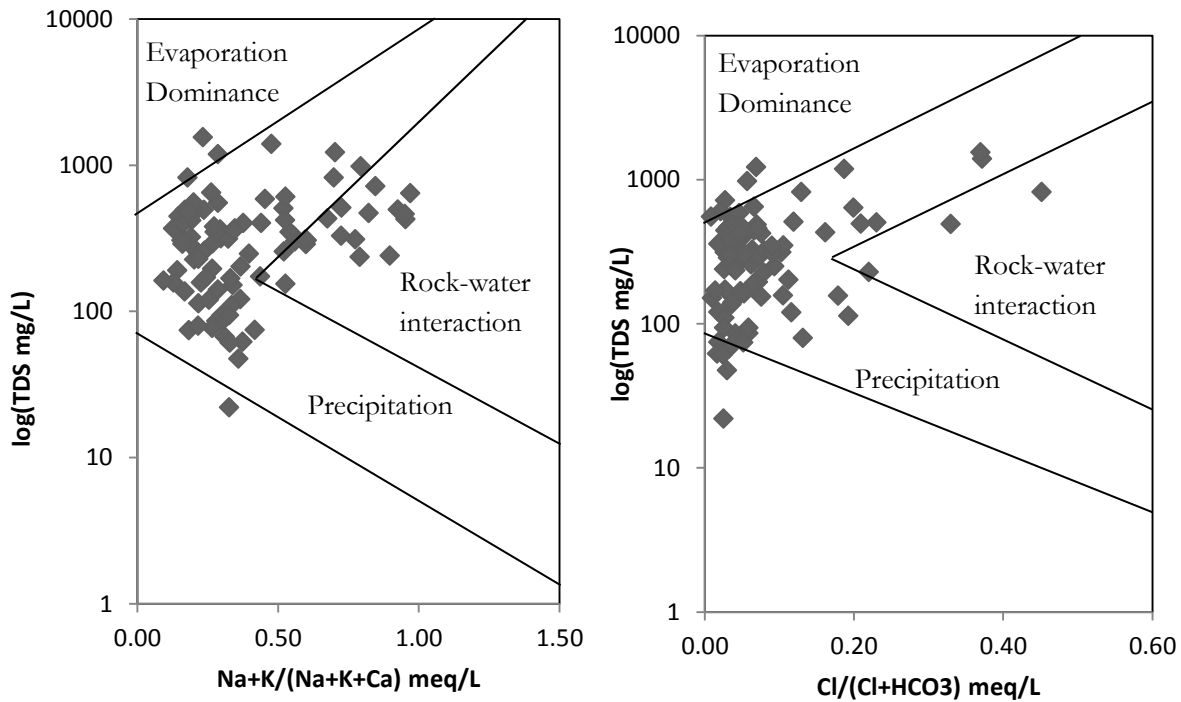 10000
1000
100
10
1
log(TDS mg/L)
Evaporation
Dominance
Rock-water
interaction
Precipitation
0.00 0.50 1.00 1.50
Na+K/(Na+K+Ca) meq/L
10000
1000
100
10
1
log(TDS mg/L)
Evaporation
Dominance
Rock-water
interaction
Precipitation
0.00 0.20 0.40 0.60
Cl/(Cl+HCO3) meq/L